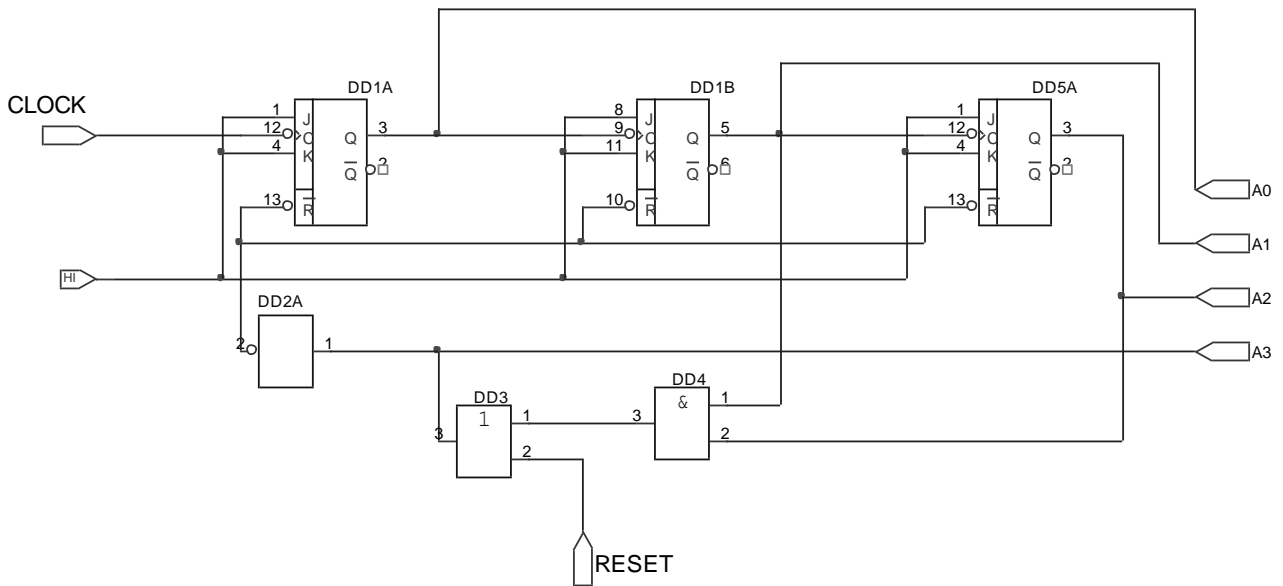 DD1A
DD1B
DD5A
CLOCK
1
J
12
C
Q
3
4
K
Q
2
13
R
8
J
9
C
Q
5
11
K
Q
6
10
R
1
J
12
C
Q
3
4
K
Q
2
13
R
A0
A1
HI
A2
DD2A
2
1
A3
DD3
1
3
1
2
DD4
&
3
1
2
RESET